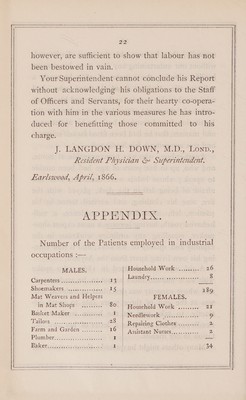 22
however, are sufficient to show that labour has not
been bestowed in vain.
Your Superintendent cannot conclude his Report
without acknowledging his obligations to the Staff
of Officers and Servants, for their hearty co-opera-
tion with him in the various measures he has intro-
duced for benefitting those committed to his
charge.
J. LANGDON H. DOWN, M.D., LOND.,
Resident Physician & Superintendent.
Earlswood, April, 1866.
APPENDIX.
Number of the Patients employed in industrial
occupations :—
MALES.
Carpenters .................. 13
Shoemakers .................. 15
Mat Weavers and Helpers
in Mat Shops ......... 80
Basket Maker ............ 1
Tailors ..................... 28
Farm and Garden ......... 16
Plumber ..................... 1
Baker ........................ 1
Household Work ......... 26
Laundry ..................... 8
189
FEMALES.
Household Work ......... 21
Needlework ............... 9
Repairing Clothes ......... 2
Assistant Nurses ............ 2
34